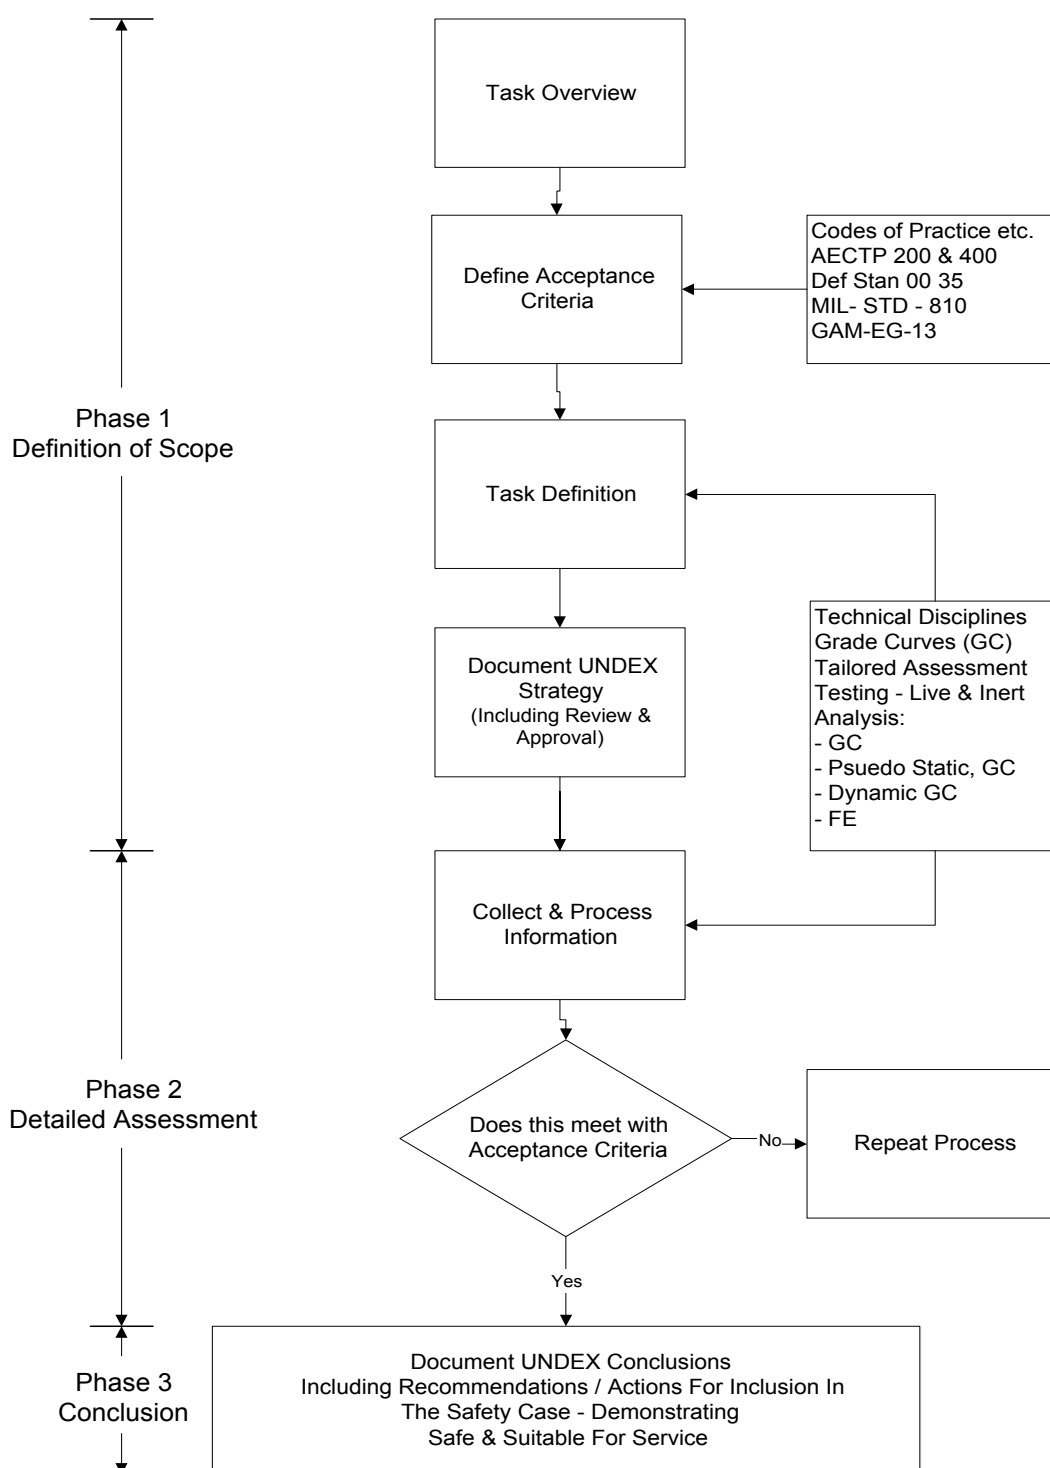 Task Overview
Define Acceptance
Criteria
Codes of Practice etc.
AECTP 200 & 400
Def Stan 00 35
MIL- STD - 810
GAM-EG-13
Phase 1
Definition of Scope
Task Definition
Technical Disciplines
Grade Curves (GC)
Tailored Assessment
Testing - Live & Inert
Analysis:
- GC
- Psuedo Static, GC
- Dynamic GC
- FE
Document UNDEX
Strategy
(Including Review &
Approval)
Collect & Process
Information
Phase 2
Detailed Assessment
Does this meet with
Acceptance Criteria
No
Repeat Process
Yes
Phase 3
Conclusion
Document UNDEX Conclusions
Including Recommendations / Actions For Inclusion In
The Safety Case - Demonstrating
Safe & Suitable For Service